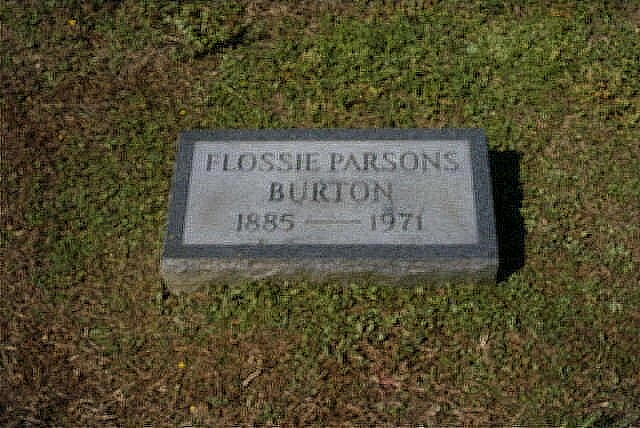 FLOSSIE PARSONS
BURTON
1885 — 1971